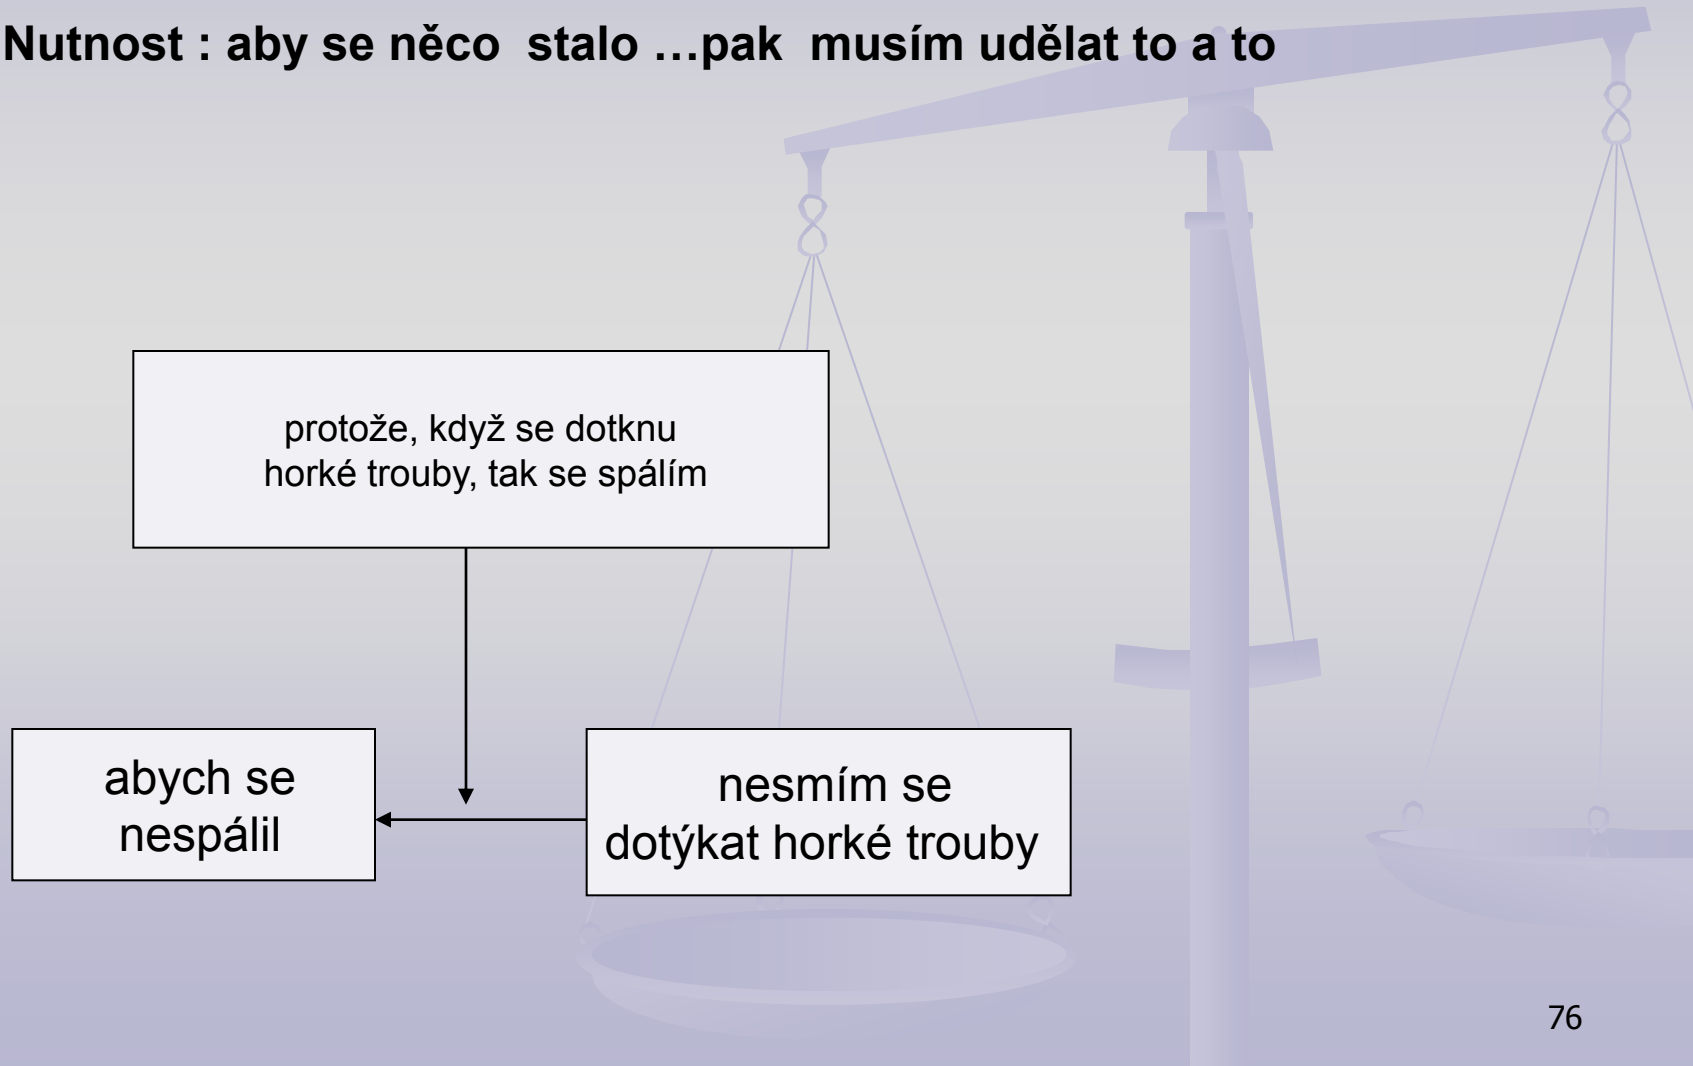 Nutnost : aby se něco  stalo …pak  musím udělat to a to
protože, když se dotknu
horké trouby, tak se spálím
abych se
nespálil
nesmím se
dotýkat horké trouby
76